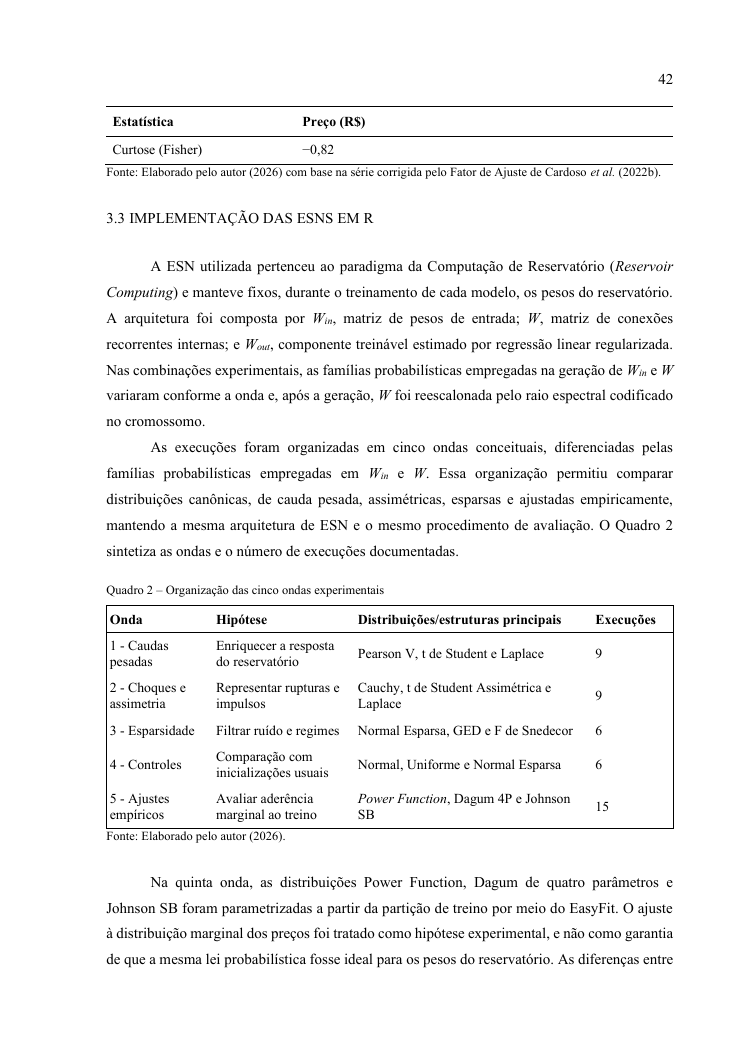 42
Estatística Preço (R$)
Curtose (Fisher) −0,82
Fonte: Elaborado pelo autor (2026) com base na série corrigida pelo Fator de Ajuste de Cardoso et al. (2022b).
3.3 IMPLEMENTAÇÃO DAS ESNS EM R
A ESN utilizada pertenceu ao paradigma da Computação de Reservatório (Reservoir
Computing) e manteve fixos, durante o treinamento de cada modelo, os pesos do reservatório.
A arquitetura foi composta por Win, matriz de pesos de entrada; W, matriz de conexões
recorrentes internas; e Wout, componente treinável estimado por regressão linear regularizada.
Nas combinações experimentais, as famílias probabilísticas empregadas na geração de Win e W
variaram conforme a onda e, após a geração, W foi reescalonada pelo raio espectral codificado
no cromossomo.
As execuções foram organizadas em cinco ondas conceituais, diferenciadas pelas
famílias probabilísticas empregadas em Win e W. Essa organização permitiu comparar
distribuições canônicas, de cauda pesada, assimétricas, esparsas e ajustadas empiricamente,
mantendo a mesma arquitetura de ESN e o mesmo procedimento de avaliação. O Quadro 2
sintetiza as ondas e o número de execuções documentadas.
Quadro 2 – Organização das cinco ondas experimentais
Onda Hipótese Distribuições/estruturas principais Execuções
1 - Caudas
pesadas
Enriquecer a resposta
do reservatório
Pearson V, t de Student e Laplace
9
2 - Choques e
assimetria
Representar rupturas e
impulsos
Cauchy, t de Student Assimétrica e
Laplace
9
3 - Esparsidade Filtrar ruído e regimes Normal Esparsa, GED e F de Snedecor 6
4 - Controles
Comparação com
inicializações usuais
Normal, Uniforme e Normal Esparsa
6
5 - Ajustes
empíricos
Avaliar aderência
marginal ao treino
Power Function, Dagum 4P e Johnson
SB
15
Fonte: Elaborado pelo autor (2026).
Na quinta onda, as distribuições Power Function, Dagum de quatro parâmetros e
Johnson SB foram parametrizadas a partir da partição de treino por meio do EasyFit. O ajuste
à distribuição marginal dos preços foi tratado como hipótese experimental, e não como garantia
de que a mesma lei probabilística fosse ideal para os pesos do reservatório. As diferenças entre